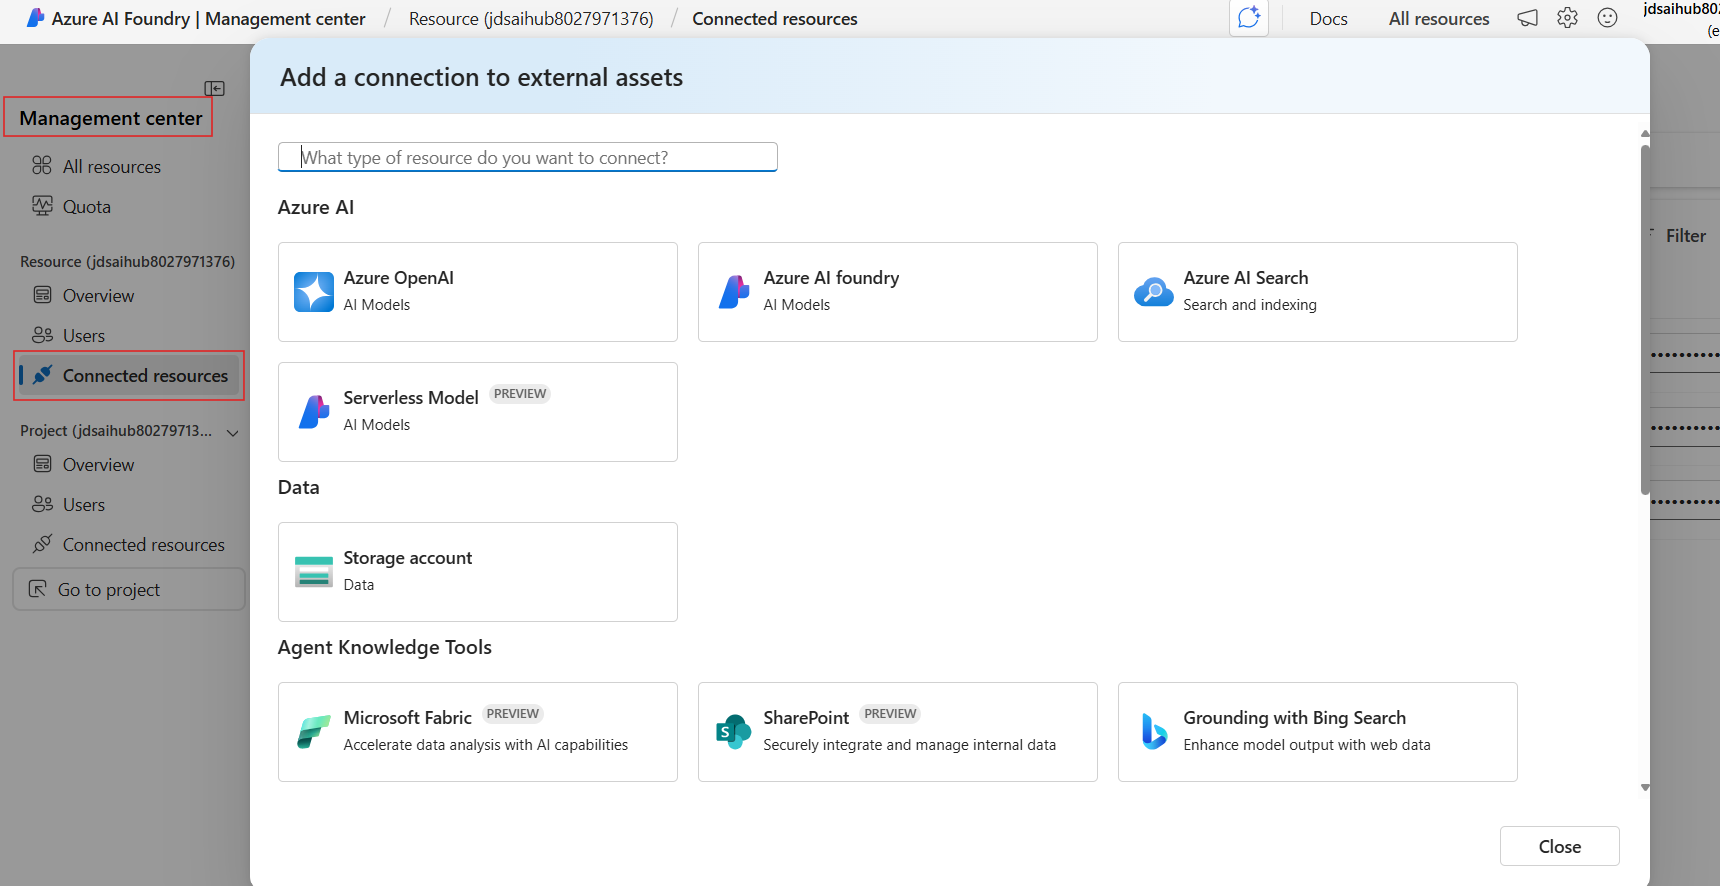 Azure AI Foundry | Management center / Resource (jdsaihub8027971376) / Connected resources
Docs
All resources
jdsaihub802
(e
Management center
All resources
Quota
Resource (jdsaihub8027971376)
Overview
Users
Connected resources
Project (jdsaihub80279713...
Overview
Users
Connected resources
Go to project
Add a connection to external assets
What type of resource do you want to connect?
Azure AI
Azure OpenAI
AI Models
Azure AI foundry
AI Models
Azure AI Search
Search and indexing
Serverless Model PREVIEW
AI Models
Data
Storage account
Data
Agent Knowledge Tools
Microsoft Fabric PREVIEW
Accelerate data analysis with AI capabilities
SharePoint PREVIEW
Securely integrate and manage internal data
Grounding with Bing Search
Enhance model output with web data
Close
Filter